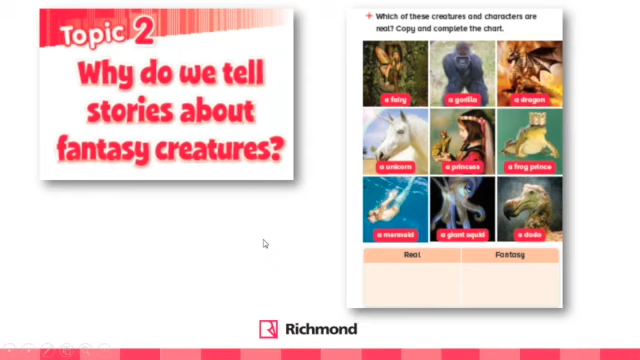 Topic 2
Why do we tell
stories about
fantasy creatures?
Which of these creatures and characters are
real? Copy and complete the chart.
a fairy
a gorilla
a dragon
a unicorn
a princess
a frog prince
a mermaid
a giant squid
a dodo
Real
Fantasy
Richmond